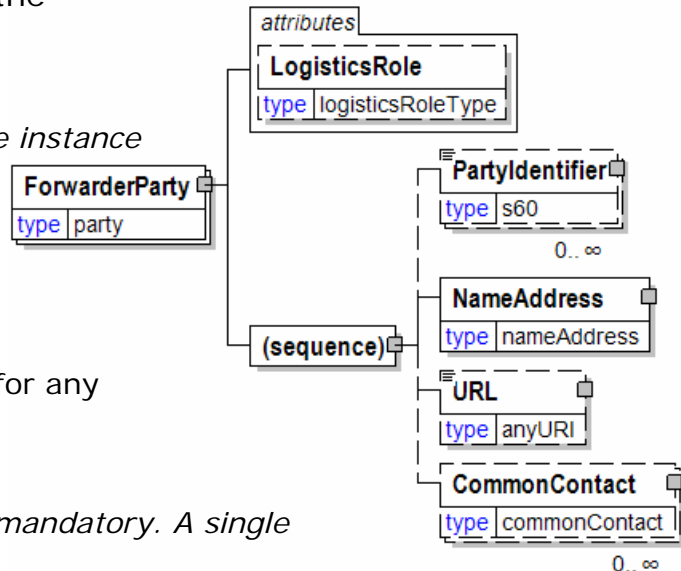 the
e instance
for any
mandatory. A single
attributes
LogisticsRole
type logisticsRoleType
ForwarderParty
type party
(sequence)
PartyIdentifier
type s60
0.. ∞
NameAddress
type nameAddress
URL
type anyURI
CommonContact
type commonContact
0.. ∞